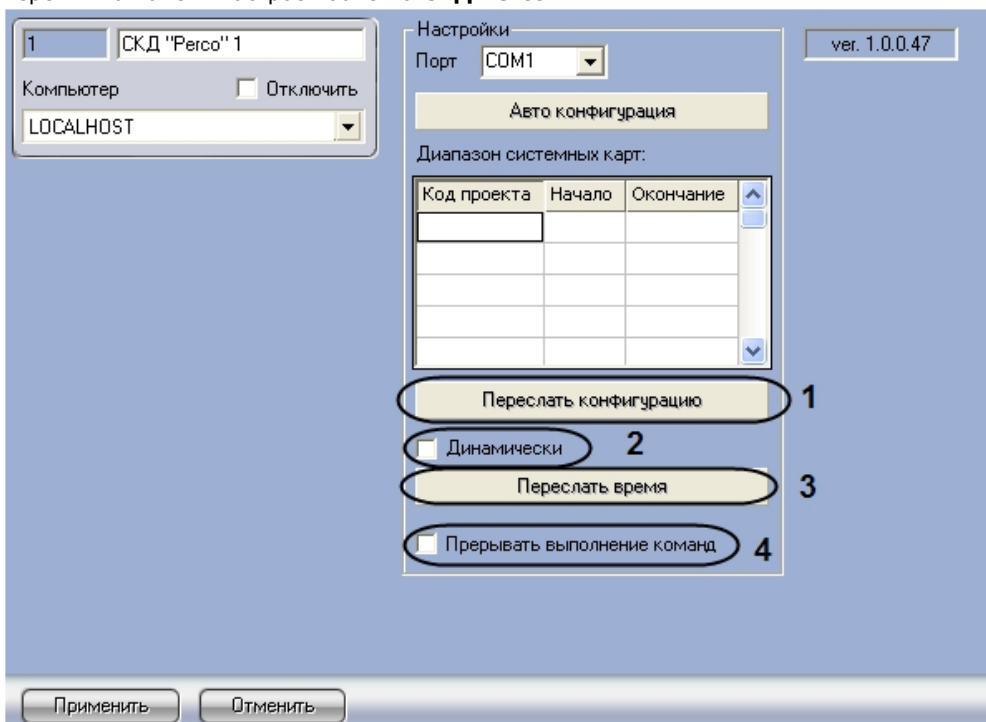 1
СКД "Perco" 1
Компьютер
Отключить
LOCALHOST
Настройки
Порт
COM1
Авто конфигурация
Диапазон системных карт:
Код проекта Начало Окончание
Переслать конфигурацию
1
Динамически
2
Переслать время
3
Прерывать выполнение команд
4
ver. 1.0.0.47
Применить
Отменить